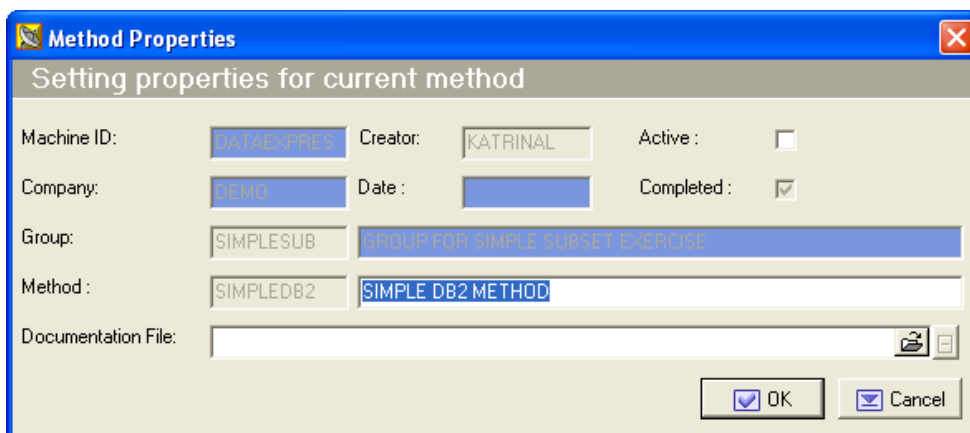 Method Properties
Setting properties for current method
Machine ID: DATAEXPRES Creator: KATRINAL Active :
Company: DEMO Date : Completed :
Group: SIMPLESUB GROUP FOR SIMPLE SUBSET EXERCISE
Method : SIMPLEDB2 SIMPLE DB2 METHOD
Documentation File:
OK Cancel